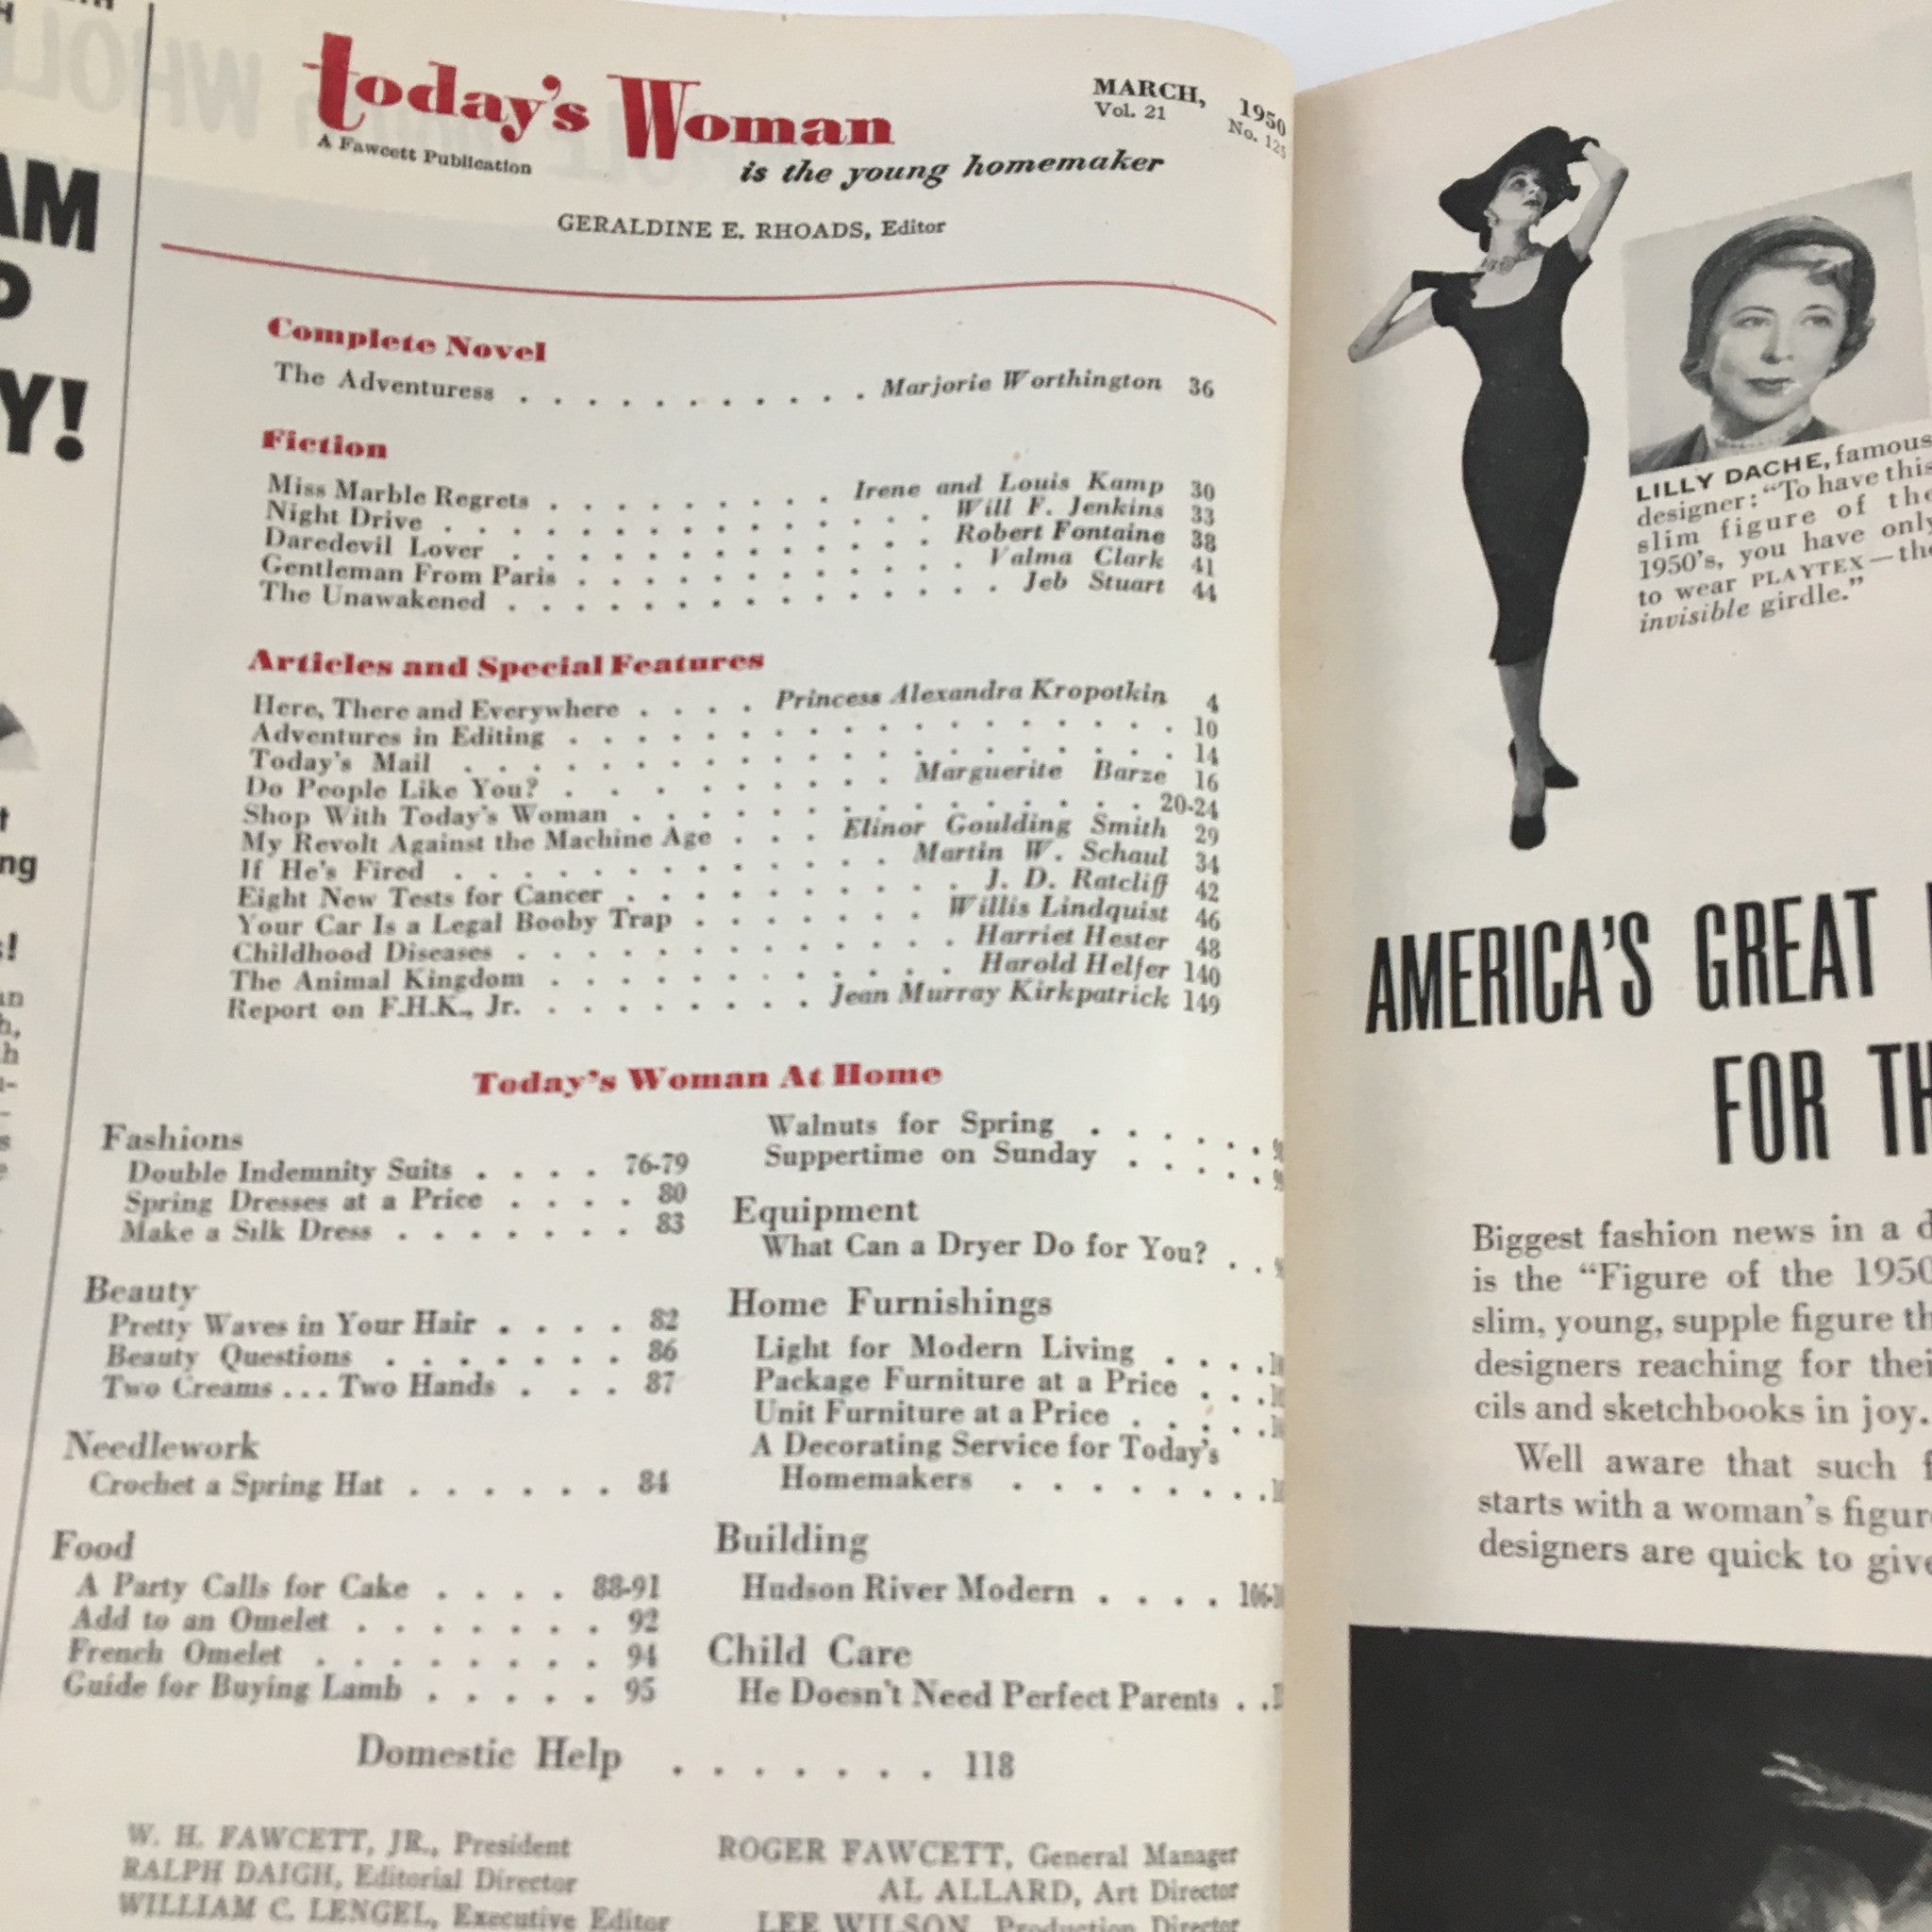 AM
P
Y!
t
ng
s!
today's Woman
A Fawcett Publication
is the young homemaker
MARCH, 1950
Vol. 21 No. 125
GERALDINE E. RHOADS, Editor
Complete Novel
The Adventuress . . . . . . . . . . . Marjorie Worthington 36
Fiction
Miss Marble Regrets . . . . . . . . . Irene and Louis Kamp 30
Night Drive . . . . . . . . . . . . . . . Will F. Jenkins 33
Daredevil Lover . . . . . . . . . . . . . Robert Fontaine 38
Gentleman From Paris . . . . . . . . . . . . Valma Clark 41
The Unawakened . . . . . . . . . . . . . . . Jeb Stuart 44
Articles and Special Features
Here, There and Everywhere . . . . Princess Alexandra Kropotkin 4
Adventures in Editing . . . . . . . . . . . . . . . . . . 10
Today's Mail . . . . . . . . . . . . . . . . . . . . . 14
Do People Like You? . . . . . . . . . . Marguerite Barze 16
Shop With Today's Woman . . . . . . . . . . . . . . . 20-24
My Revolt Against the Machine Age . . . Elinor Goulding Smith 29
If He's Fired . . . . . . . . . . . . . Martin W. Schaul 34
Eight New Tests for Cancer . . . . . . . . . . J. D. Ratcliff 42
Your Car Is a Legal Booby Trap . . . . . . . Willis Lindquist 46
Childhood Diseases . . . . . . . . . . . . . Harriet Hester 48
The Animal Kingdom . . . . . . . . . . . . Harold Helfer 140
Report on F.H.K., Jr. . . . . . . . . Jean Murray Kirkpatrick 149
Today's Woman At Home
Fashions
Double Indemnity Suits . . . . 76-79
Spring Dresses at a Price . . . . 80
Make a Silk Dress . . . . . . . 83
Beauty
Pretty Waves in Your Hair . . . . 82
Beauty Questions . . . . . . . 86
Two Creams ... Two Hands . . . 87
Needlework
Crochet a Spring Hat . . . . . . 84
Food
A Party Calls for Cake . . . . 88-91
Add to an Omelet . . . . . . . 92
French Omelet . . . . . . . . 94
Guide for Buying Lamb . . . . . 95
Walnuts for Spring . . . . . .
Suppertime on Sunday . . . . .
Equipment
What Can a Dryer Do for You? . .
Home Furnishings
Light for Modern Living . . . .
Package Furniture at a Price . . .
Unit Furniture at a Price . . . . .
A Decorating Service for Today's
Homemakers . . . . . . . .
Building
Hudson River Modern . . . . 106-
Child Care
He Doesn't Need Perfect Parents . .
Domestic Help . . . . . . . 118
W. H. FAWCETT, JR., President
RALPH DAIGH, Editorial Director
WILLIAM C. LENGEL, Executive Editor
ROGER FAWCETT, General Manager
AL ALLARD, Art Director
LEE WILSON, Production Director
LILLY DACHE, famous
designer: "To have this
slim figure of the
1950's, you have only
to wear PLAYTEX—the
invisible girdle."
AMERICA'S GREAT
FOR TH
Biggest fashion news in a d
is the "Figure of the 1950
slim, young, supple figure th
designers reaching for thei
cils and sketchbooks in joy.
Well aware that such f
starts with a woman's figur
designers are quick to give